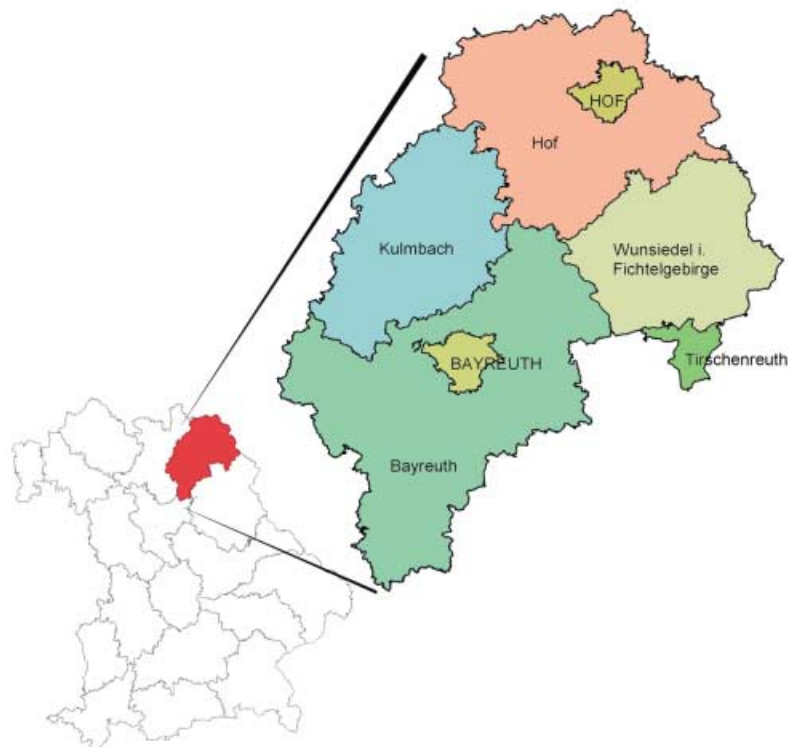 HOF
Hof
Kulmbach
Wunsiedel i.
Fichtelgebirge
BAYREUTH
Tirschenreuth
Bayreuth